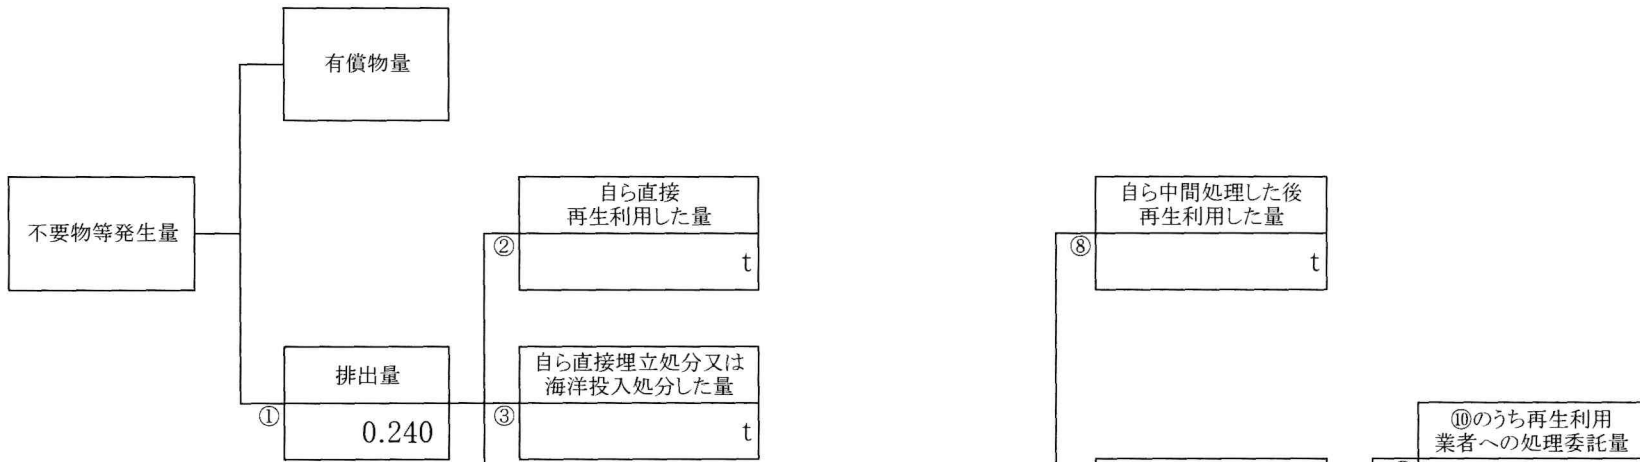 有償物量
不要物等発生量
自ら直接
再生利用した量
②
t
自ら中間処理した後
再生利用した量
⑧
t
排出量
①
0.240
自ら直接埋立処分又は
海洋投入処分した量
③
t
⑩のうち再生利用
業者への処理委託量